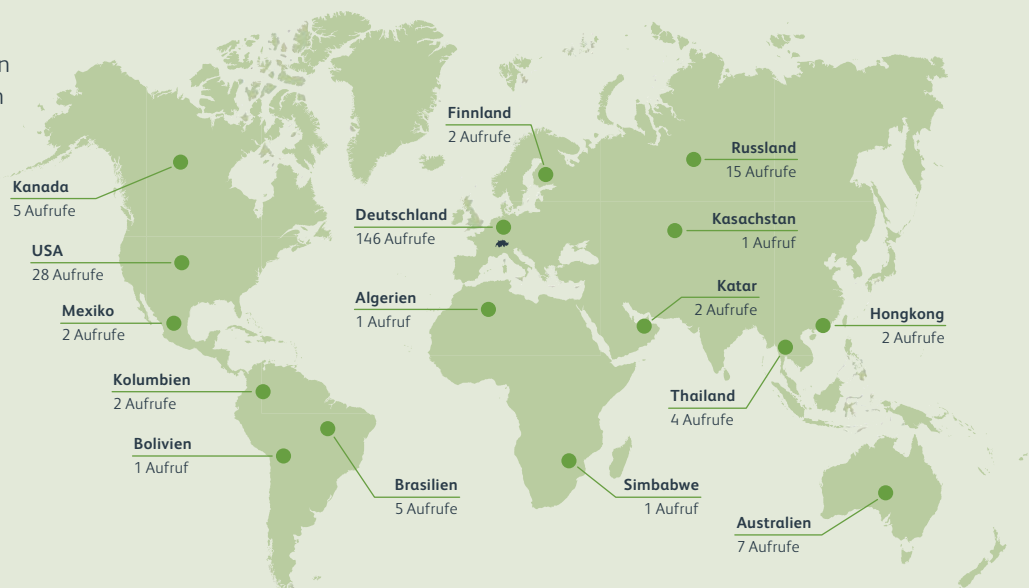 n
n
Finnland
2 Aufrufe
Russland
15 Aufrufe
Kanada
5 Aufrufe
Deutschland
146 Aufrufe
Kasachstan
1 Aufruf
USA
28 Aufrufe
Katar
2 Aufrufe
Algerien
1 Aufruf
Mexiko
2 Aufrufe
Hongkong
2 Aufrufe
Kolumbien
2 Aufrufe
Thailand
4 Aufrufe
Bolivien
1 Aufruf
Brasilien
5 Aufrufe
Simbabwe
1 Aufruf
Australien
7 Aufrufe